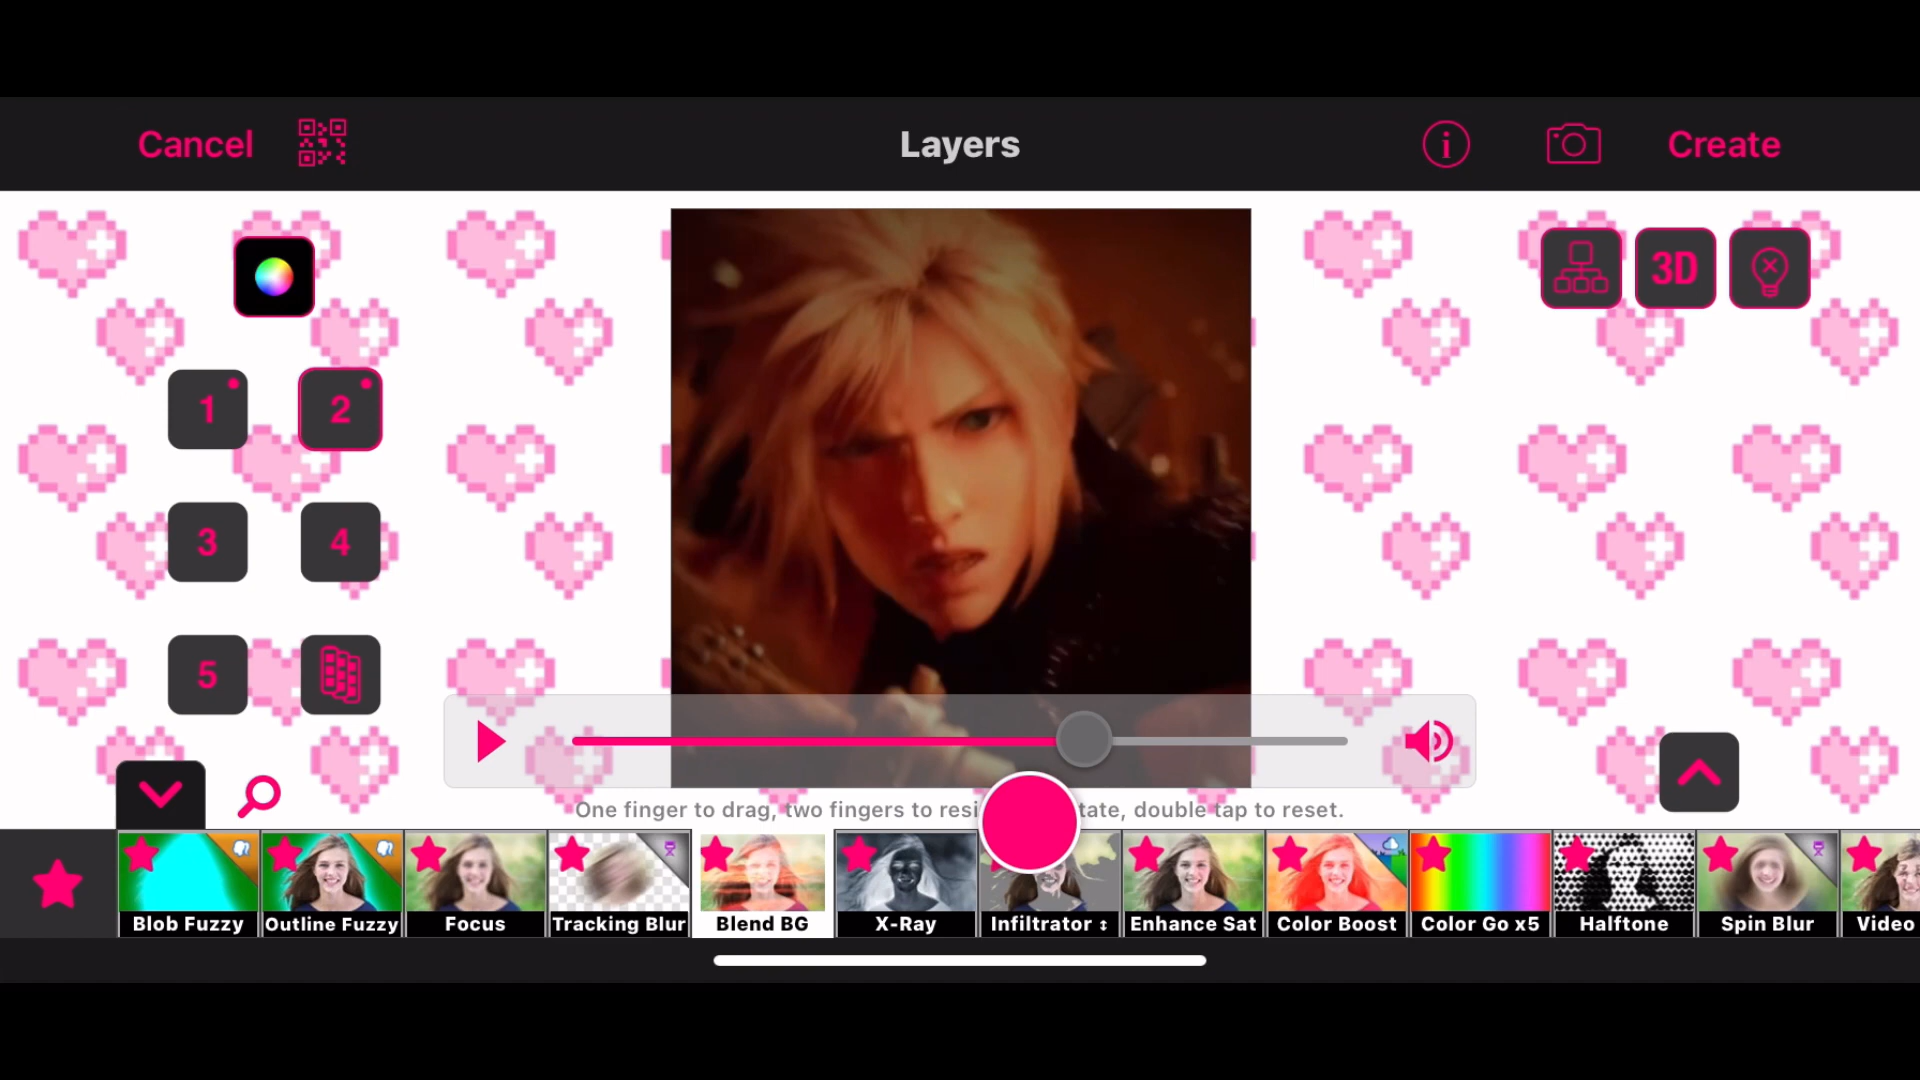 Cancel
Layers
i
Create
3D
1
2
3
4
5
One finger to drag, two fingers to resi tate, double tap to reset.
Blob Fuzzy
Outline Fuzzy
Focus
Tracking Blur
Blend BG
X-Ray
Infiltrator ↕
Enhance Sat
Color Boost
Color Go x5
Halftone
Spin Blur
Video